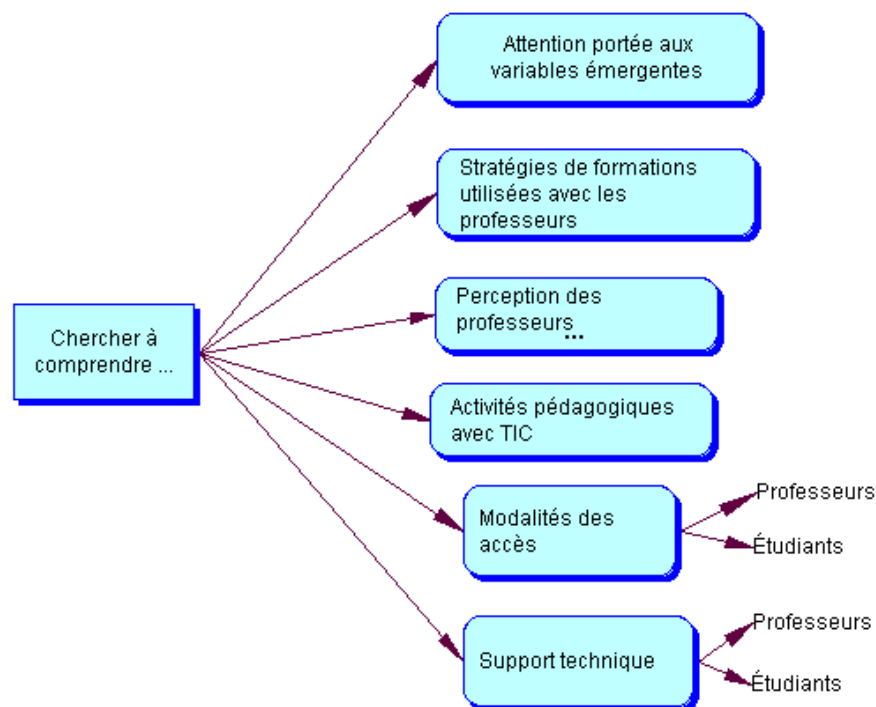 Attention portée aux
variables émergentes
Stratégies de formations
utilisées avec les
professeurs
Perception des
professeurs
...
Chercher à
comprendre ...
Activités pédagogiques
avec TIC
Modalités des
accès
Professeurs
Étudiants
Support technique
Professeurs
Étudiants